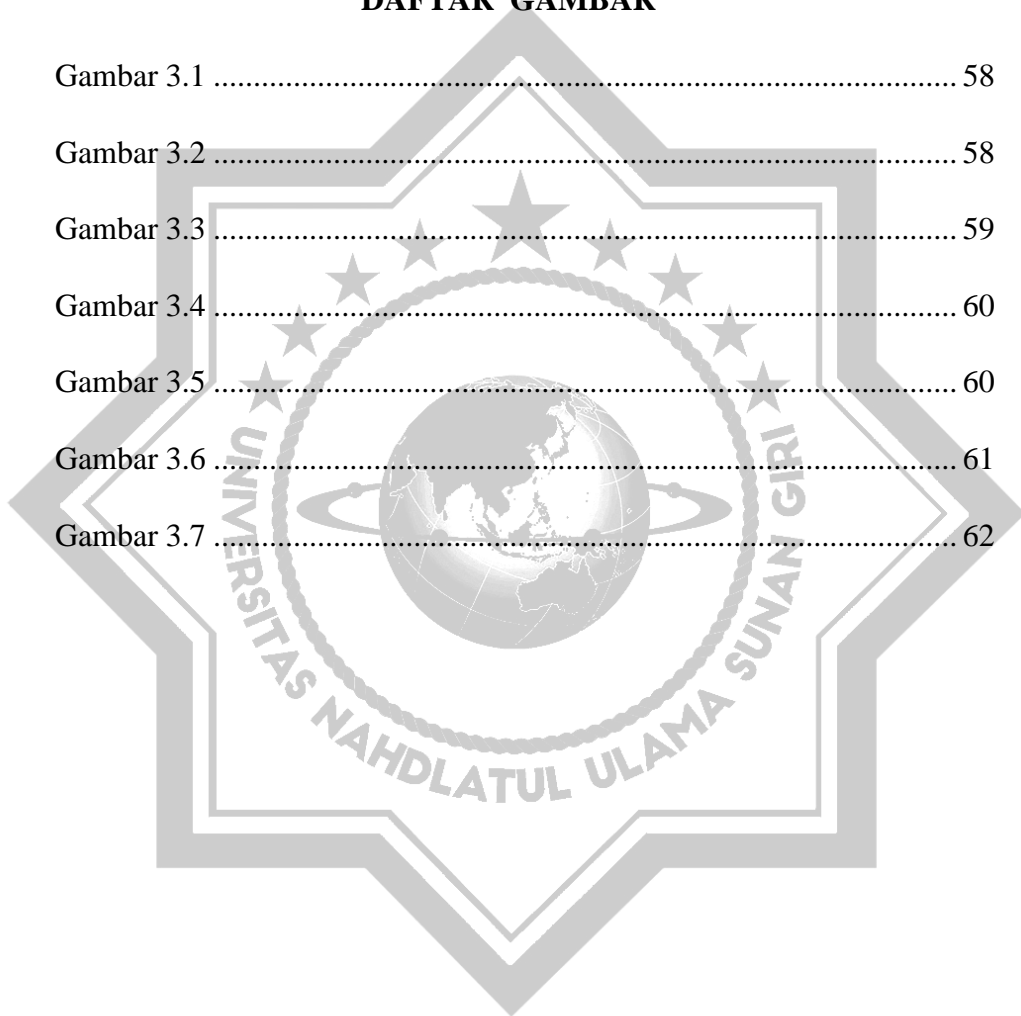 DAFTAR GAMBAR
Gambar 3.1 ............................................................................................. 58
Gambar 3.2 ............................................................................................. 58
Gambar 3.3 ............................................................................................. 59
Gambar 3.4 ............................................................................................. 60
Gambar 3.5 ............................................................................................. 60
Gambar 3.6 ............................................................................................. 61
Gambar 3.7 ............................................................................................. 62
UNIVERSITAS NAHDLATUL ULAMA SUNAN GIRI